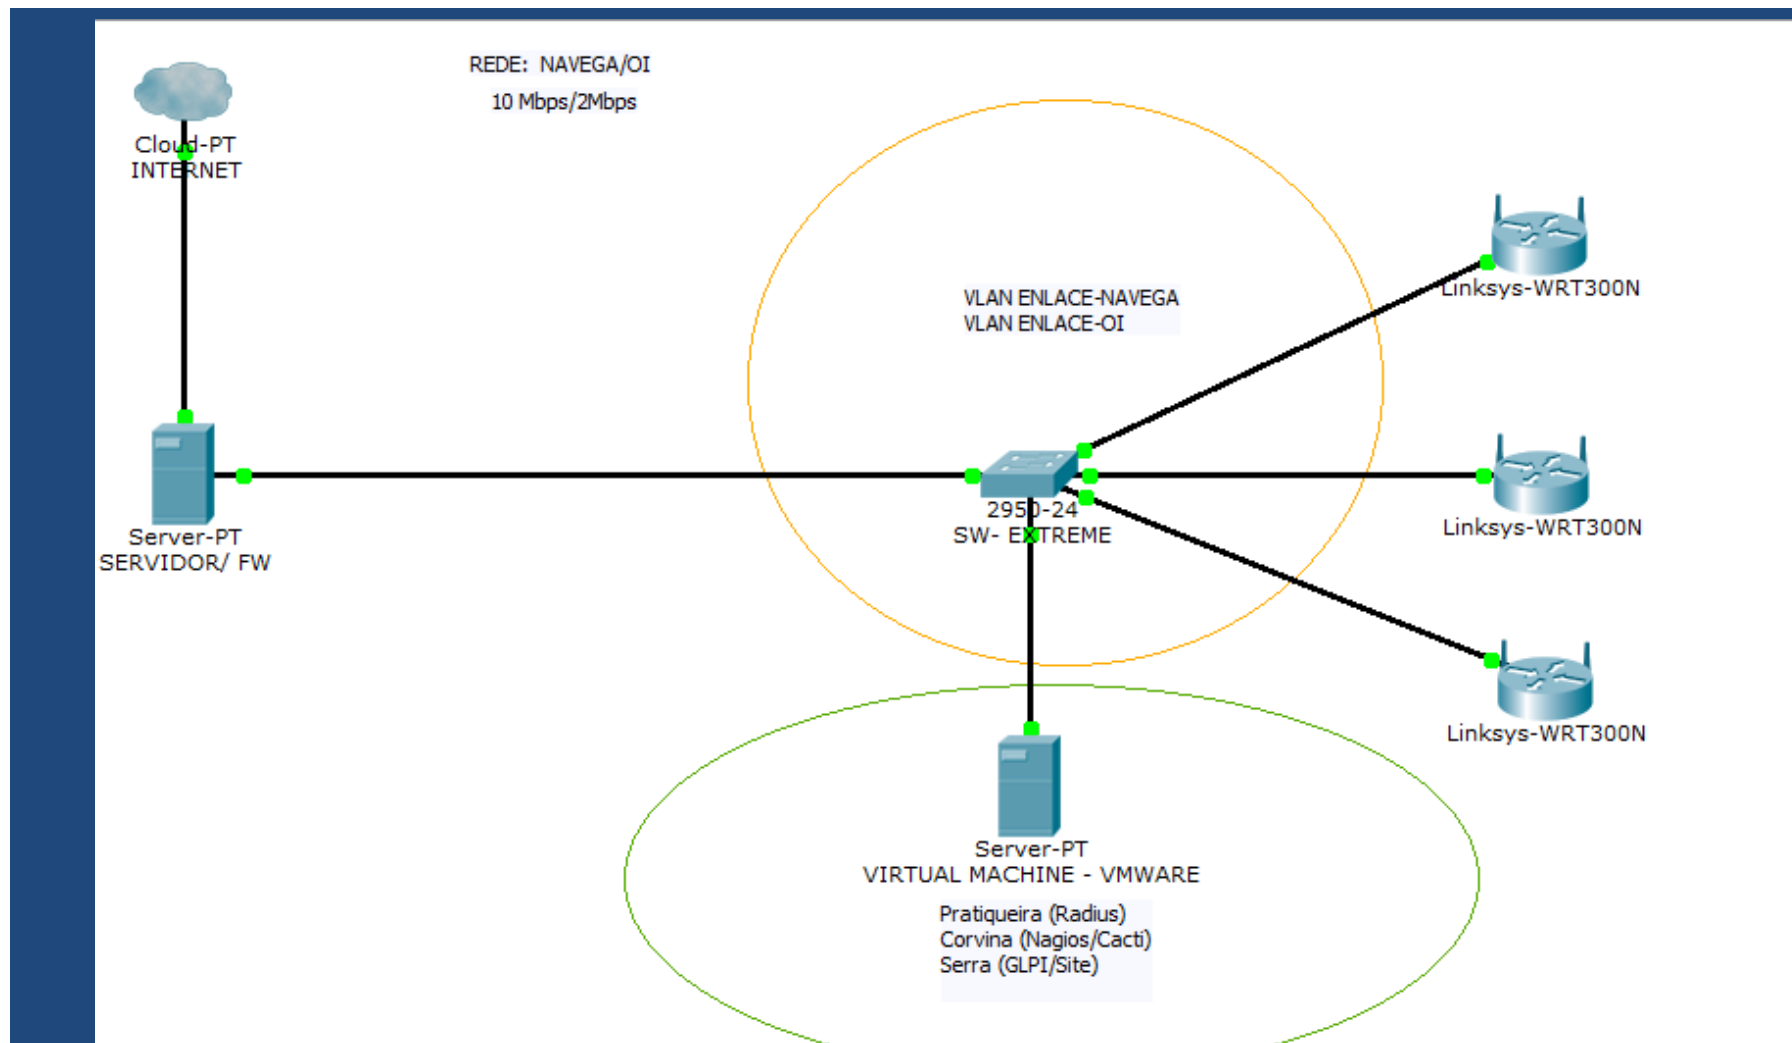 REDE: NAVEGA/OI
10 Mbps/2Mbps
Cloud-PT
INTERNET
VLAN ENLACE-NAVEGA
VLAN ENLACE-OI
Linksys-WRT300N
2950-24
SW- EXTREME
Linksys-WRT300N
Server-PT
SERVIDOR/ FW
Linksys-WRT300N
Server-PT
VIRTUAL MACHINE - VMWARE
Pratiqueira (Radius)
Corvina (Nagios/Cacti)
Serra (GLPI/Site)